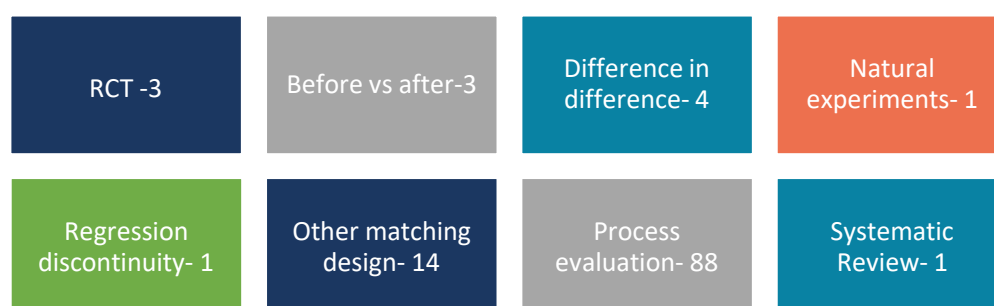 RCT -3
Before vs after-3
Difference in
difference- 4
Natural
experiments- 1
Regression
discontinuity- 1
Other matching
design- 14
Process
evaluation- 88
Systematic
Review- 1